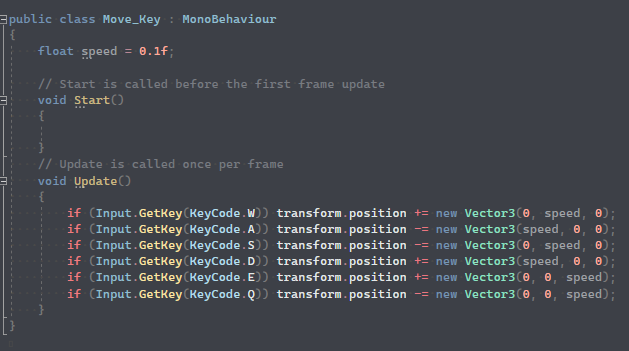 public class Move_Key : MonoBehaviour
{
float speed = 0.1f;
// Start is called before the first frame update
void Start()
{
}
// Update is called once per frame
void Update()
{
if (Input.GetKey(KeyCode.W)) transform.position += new Vector3(0, speed, 0);
if (Input.GetKey(KeyCode.A)) transform.position -= new Vector3(speed, 0, 0);
if (Input.GetKey(KeyCode.S)) transform.position -= new Vector3(0, speed, 0);
if (Input.GetKey(KeyCode.D)) transform.position += new Vector3(speed, 0, 0);
if (Input.GetKey(KeyCode.E)) transform.position += new Vector3(0, 0, speed);
if (Input.GetKey(KeyCode.Q)) transform.position -= new Vector3(0, 0, speed);
}
}